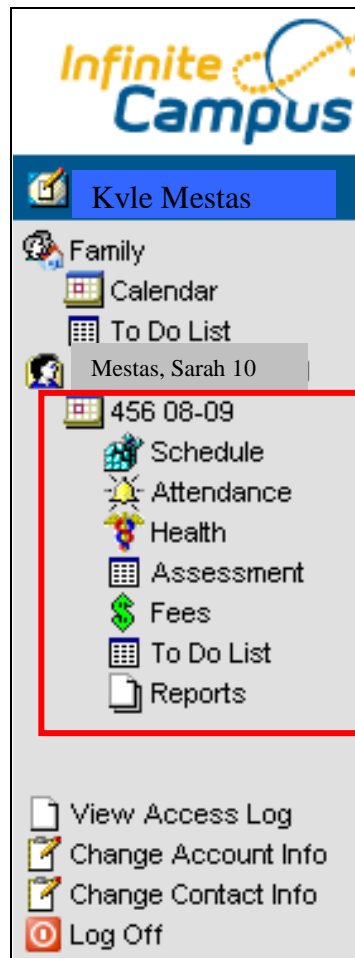 Infinite
Campus
Kyle Mestas
Family
Calendar
To Do List
Mestas, Sarah 10
456 08-09
Schedule
Attendance
Health
Assessment
Fees
To Do List
Reports
View Access Log
Change Account Info
Change Contact Info
Log Off